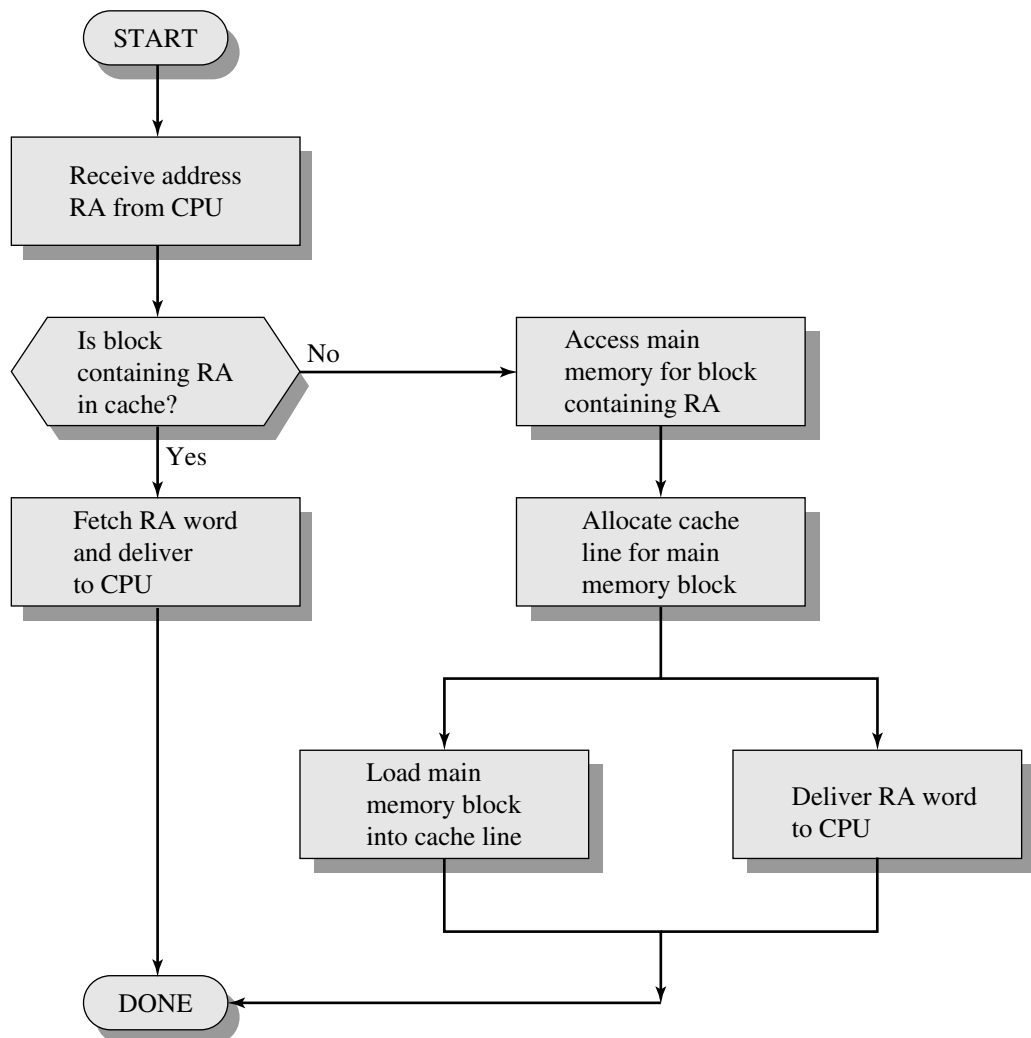 START
Receive address
RA from CPU
Is block
containing RA
in cache?
No
Access main
memory for block
containing RA
Yes
Fetch RA word
and deliver
to CPU
Allocate cache
line for main
memory block
Load main
memory block
into cache line
Deliver RA word
to CPU
DONE